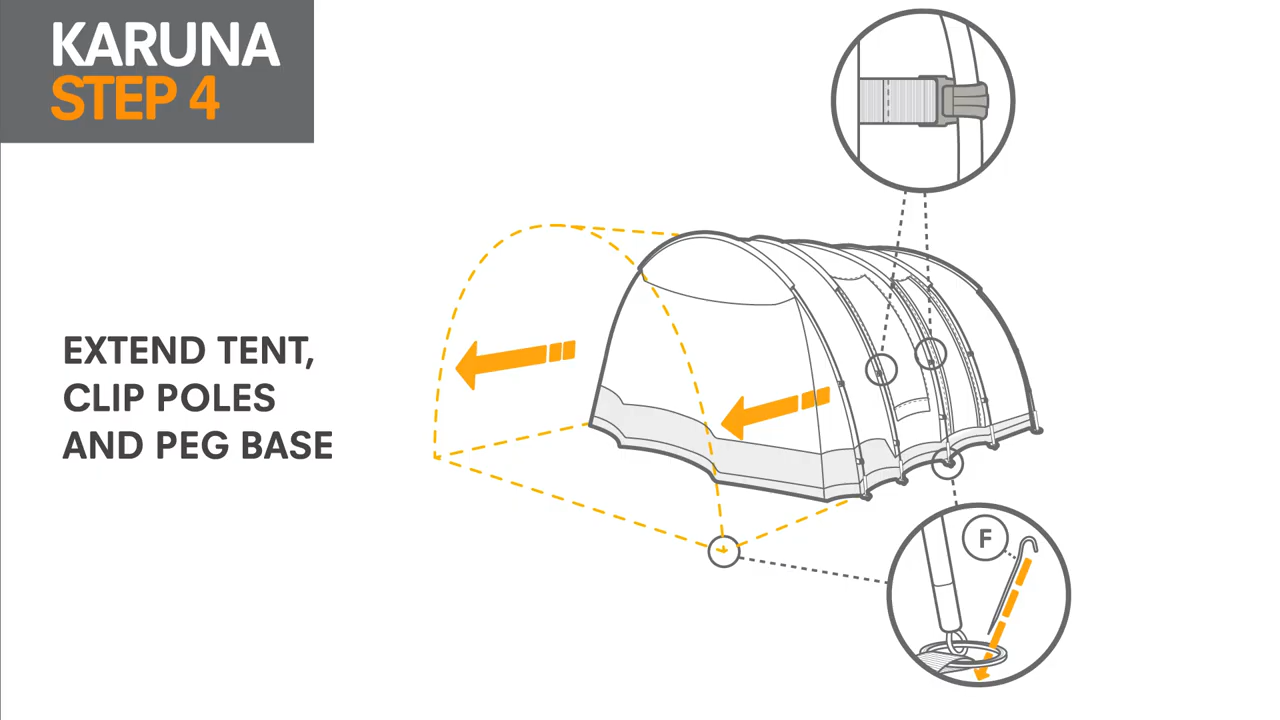 KARUNA
STEP 4
EXTEND TENT,
CLIP POLES
AND PEG BASE
F